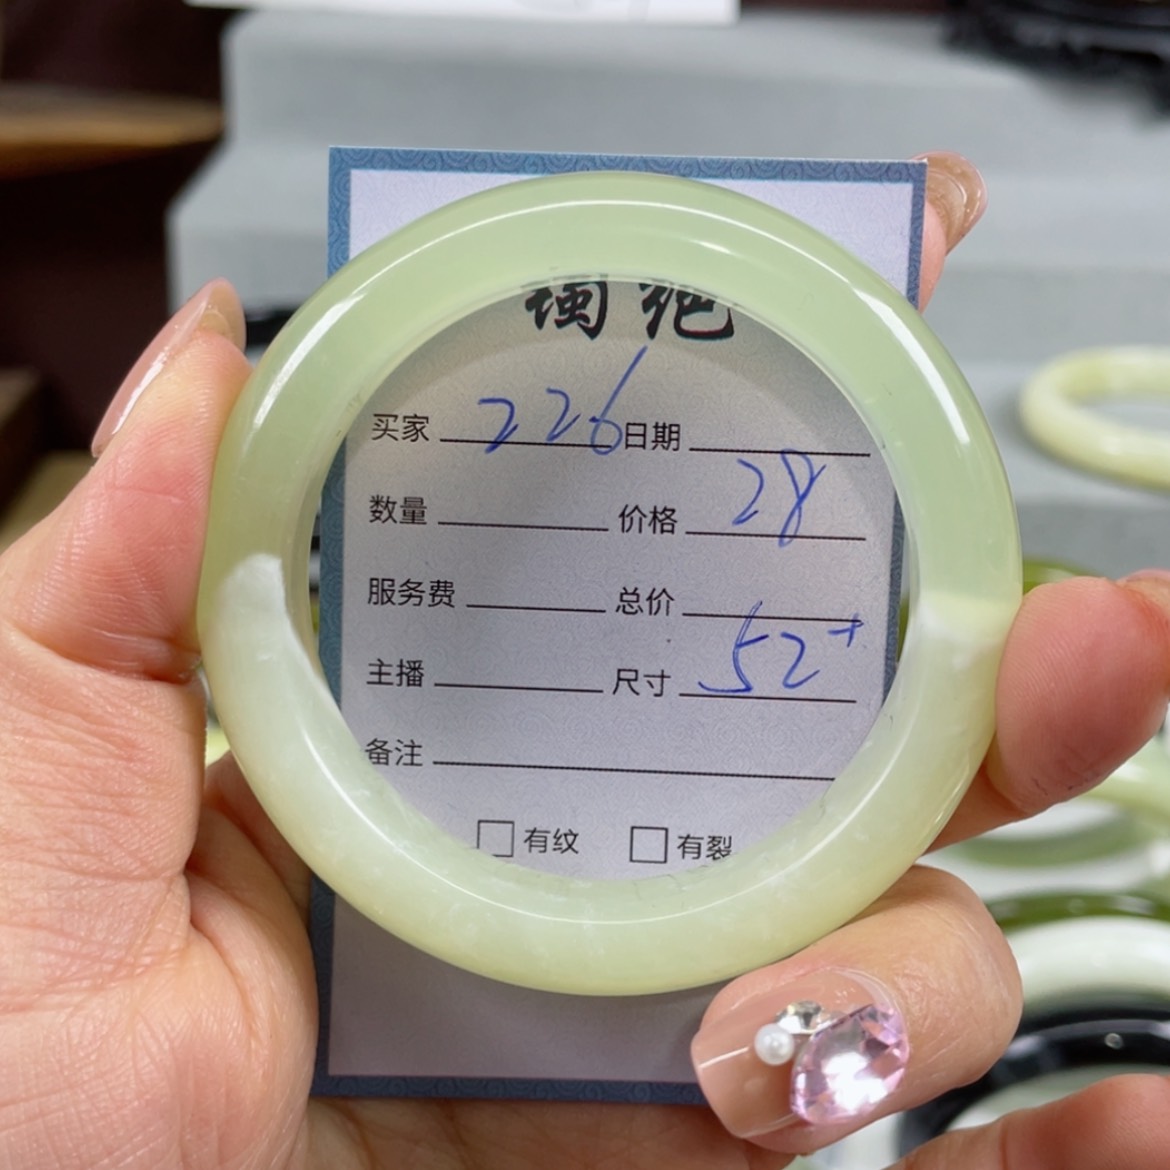 买家 226 日期
数量 价格 28
服务费 总价
主播 尺寸 52+
备注
有纹 有裂